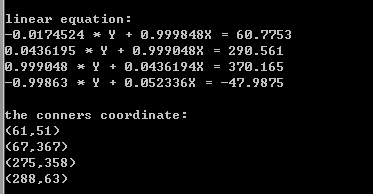 linear equation:
-0.0174524 * Y + 0.999848X = 60.7753
0.0436195 * Y + 0.999048X = 290.561
0.999048 * Y + 0.0436194X = 370.165
-0.99863 * Y + 0.052336X = -47.9875
the conners coordinate:
(61,51)
(67,367)
(275,358)
(288,63)